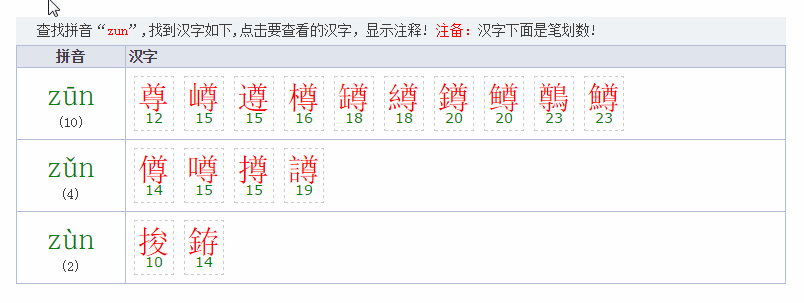 查找拼音“zun”,找到汉字如下,点击要查看的汉字，显示注释! 注备：汉字下面是笔划数!
拼音 汉字
zūn 尊 嶟 遵 樽 罇 繜 鐏 鳟 鷷 鱒
(10) 12 15 15 16 18 18 20 20 23 23
zǔn 僔 噂 撙 譐
(4) 14 15 15 19
zùn 捘 銌
(2) 10 14